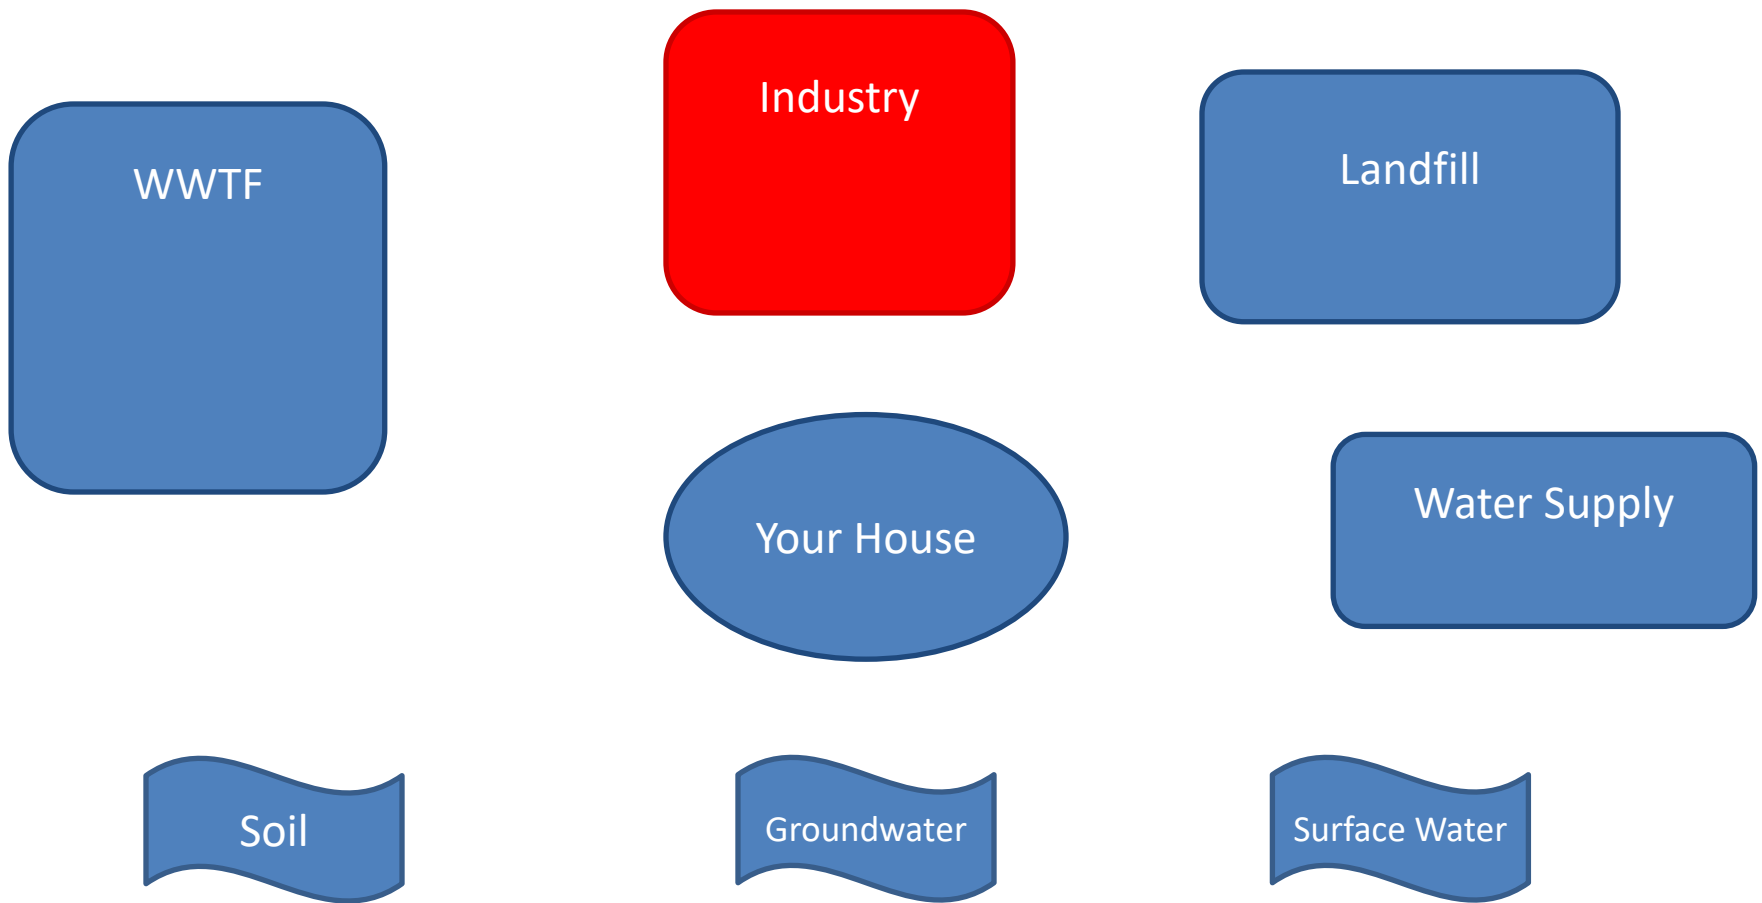 Industry
WWTF
Landfill
Your House
Water Supply
Soil
Groundwater
Surface Water